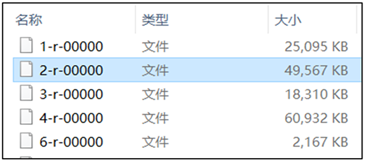 名称 类型 大小
1-r-00000 文件 25,095 KB
2-r-00000 文件 49,567 KB
3-r-00000 文件 18,310 KB
4-r-00000 文件 60,932 KB
6-r-00000 文件 2,167 KB